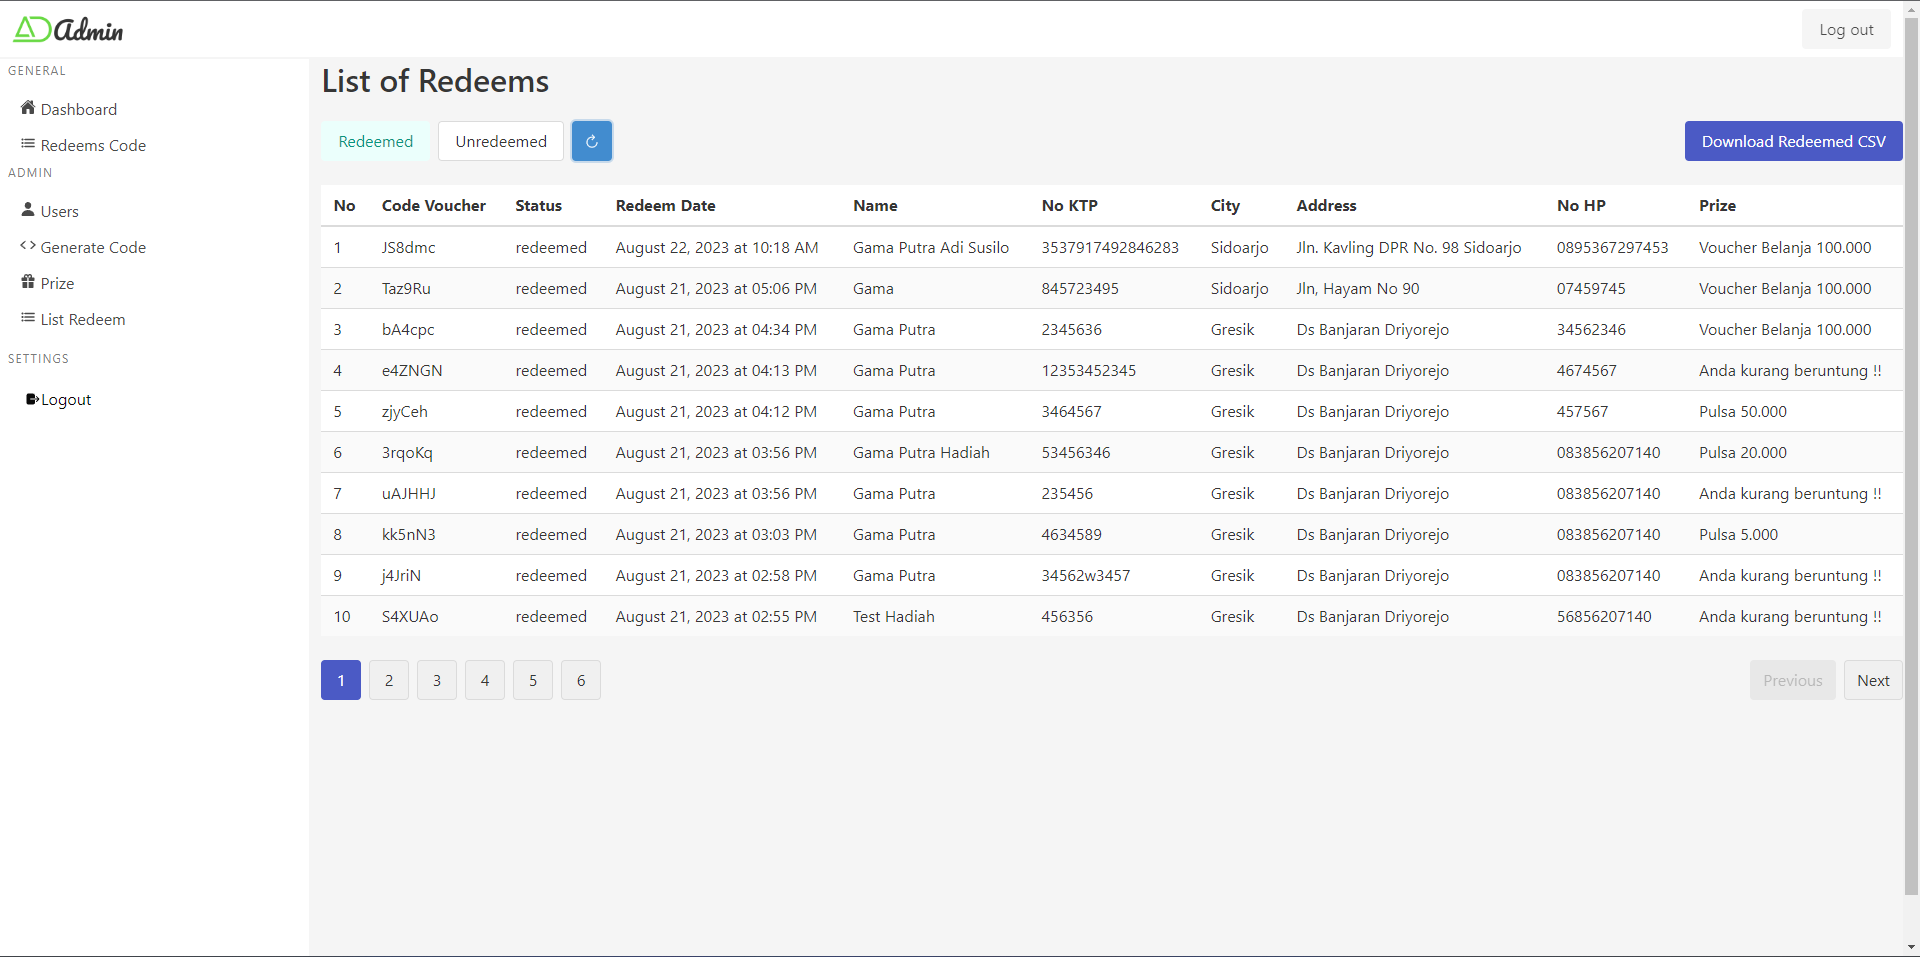 AD Admin
Log out
GENERAL
Dashboard
Redeems Code
ADMIN
Users
Generate Code
Prize
List Redeem
SETTINGS
Logout
List of Redeems
Redeemed Unredeemed
Download Redeemed CSV
No Code Voucher Status Redeem Date Name No KTP City Address No HP Prize
1 JS8dmc redeemed August 22, 2023 at 10:18 AM Gama Putra Adi Susilo 3537917492846283 Sidoarjo Jln. Kavling DPR No. 98 Sidoarjo 0895367297453 Voucher Belanja 100.000
2 Taz9Ru redeemed August 21, 2023 at 05:06 PM Gama 845723495 Sidoarjo Jln, Hayam No 90 07459745 Voucher Belanja 100.000
3 bA4cpc redeemed August 21, 2023 at 04:34 PM Gama Putra 2345636 Gresik Ds Banjaran Driyorejo 34562346 Voucher Belanja 100.000
4 e4ZNGN redeemed August 21, 2023 at 04:13 PM Gama Putra 12353452345 Gresik Ds Banjaran Driyorejo 4674567 Anda kurang beruntung !!
5 zjyCeh redeemed August 21, 2023 at 04:12 PM Gama Putra 3464567 Gresik Ds Banjaran Driyorejo 457567 Pulsa 50.000
6 3rqoKq redeemed August 21, 2023 at 03:56 PM Gama Putra Hadiah 53456346 Gresik Ds Banjaran Driyorejo 083856207140 Pulsa 20.000
7 uAJHHJ redeemed August 21, 2023 at 03:56 PM Gama Putra 235456 Gresik Ds Banjaran Driyorejo 083856207140 Anda kurang beruntung !!
8 kk5nN3 redeemed August 21, 2023 at 03:03 PM Gama Putra 4634589 Gresik Ds Banjaran Driyorejo 083856207140 Pulsa 5.000
9 j4JriN redeemed August 21, 2023 at 02:58 PM Gama Putra 34562w3457 Gresik Ds Banjaran Driyorejo 083856207140 Anda kurang beruntung !!
10 S4XUAo redeemed August 21, 2023 at 02:55 PM Test Hadiah 456356 Gresik Ds Banjaran Driyorejo 56856207140 Anda kurang beruntung !!
1 2 3 4 5 6
Previous Next